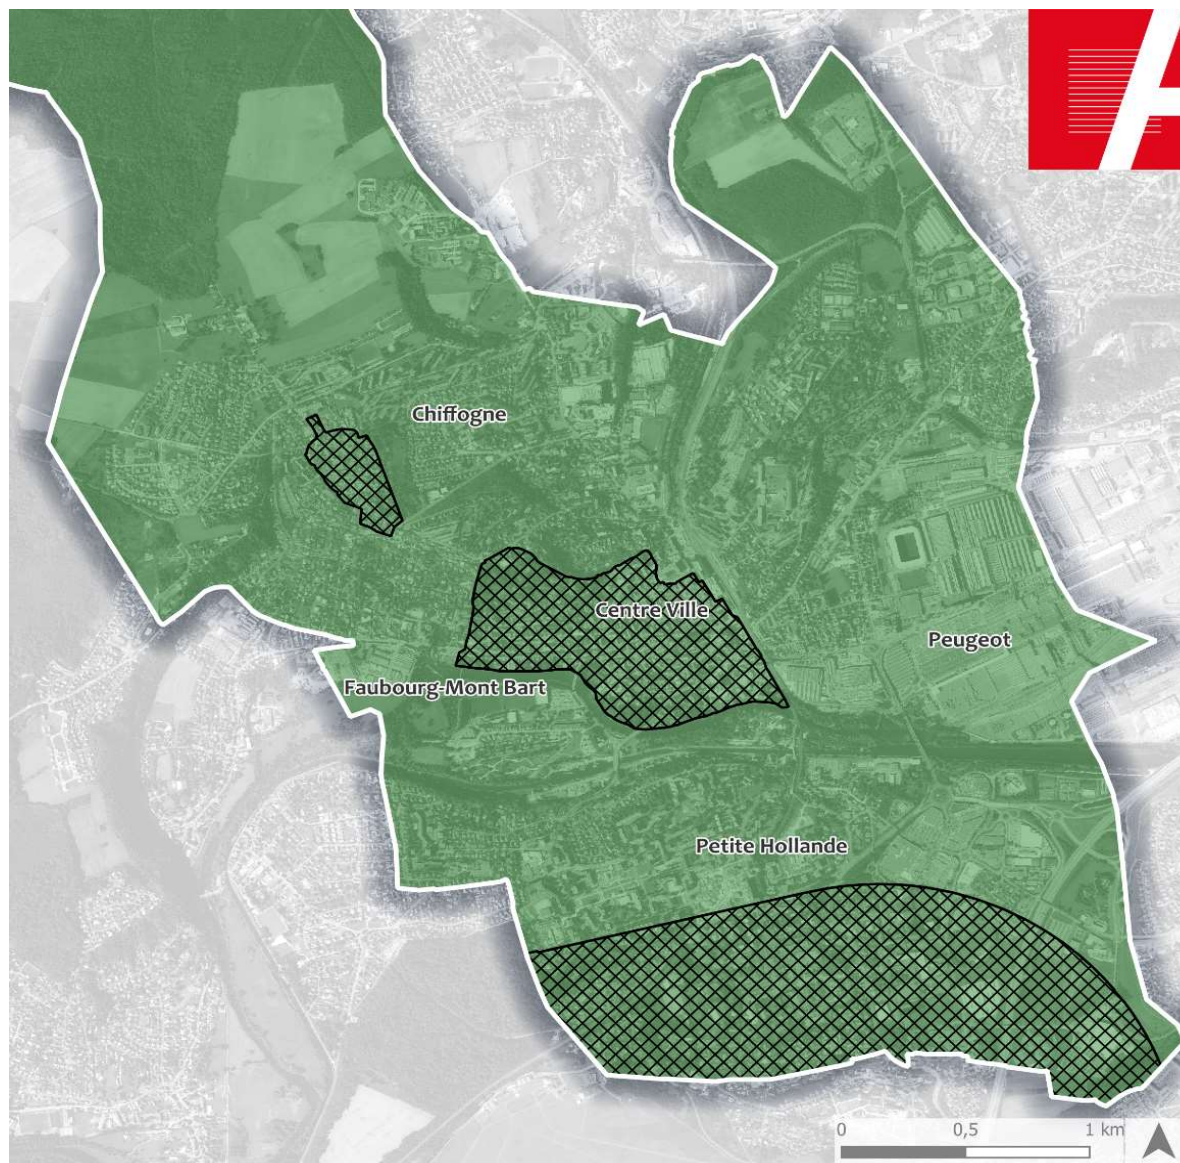 Chiffogne
Centre Ville
Peugeot
Faubourg-Mont Bart
Petite Hollande
0 0,5 1 km